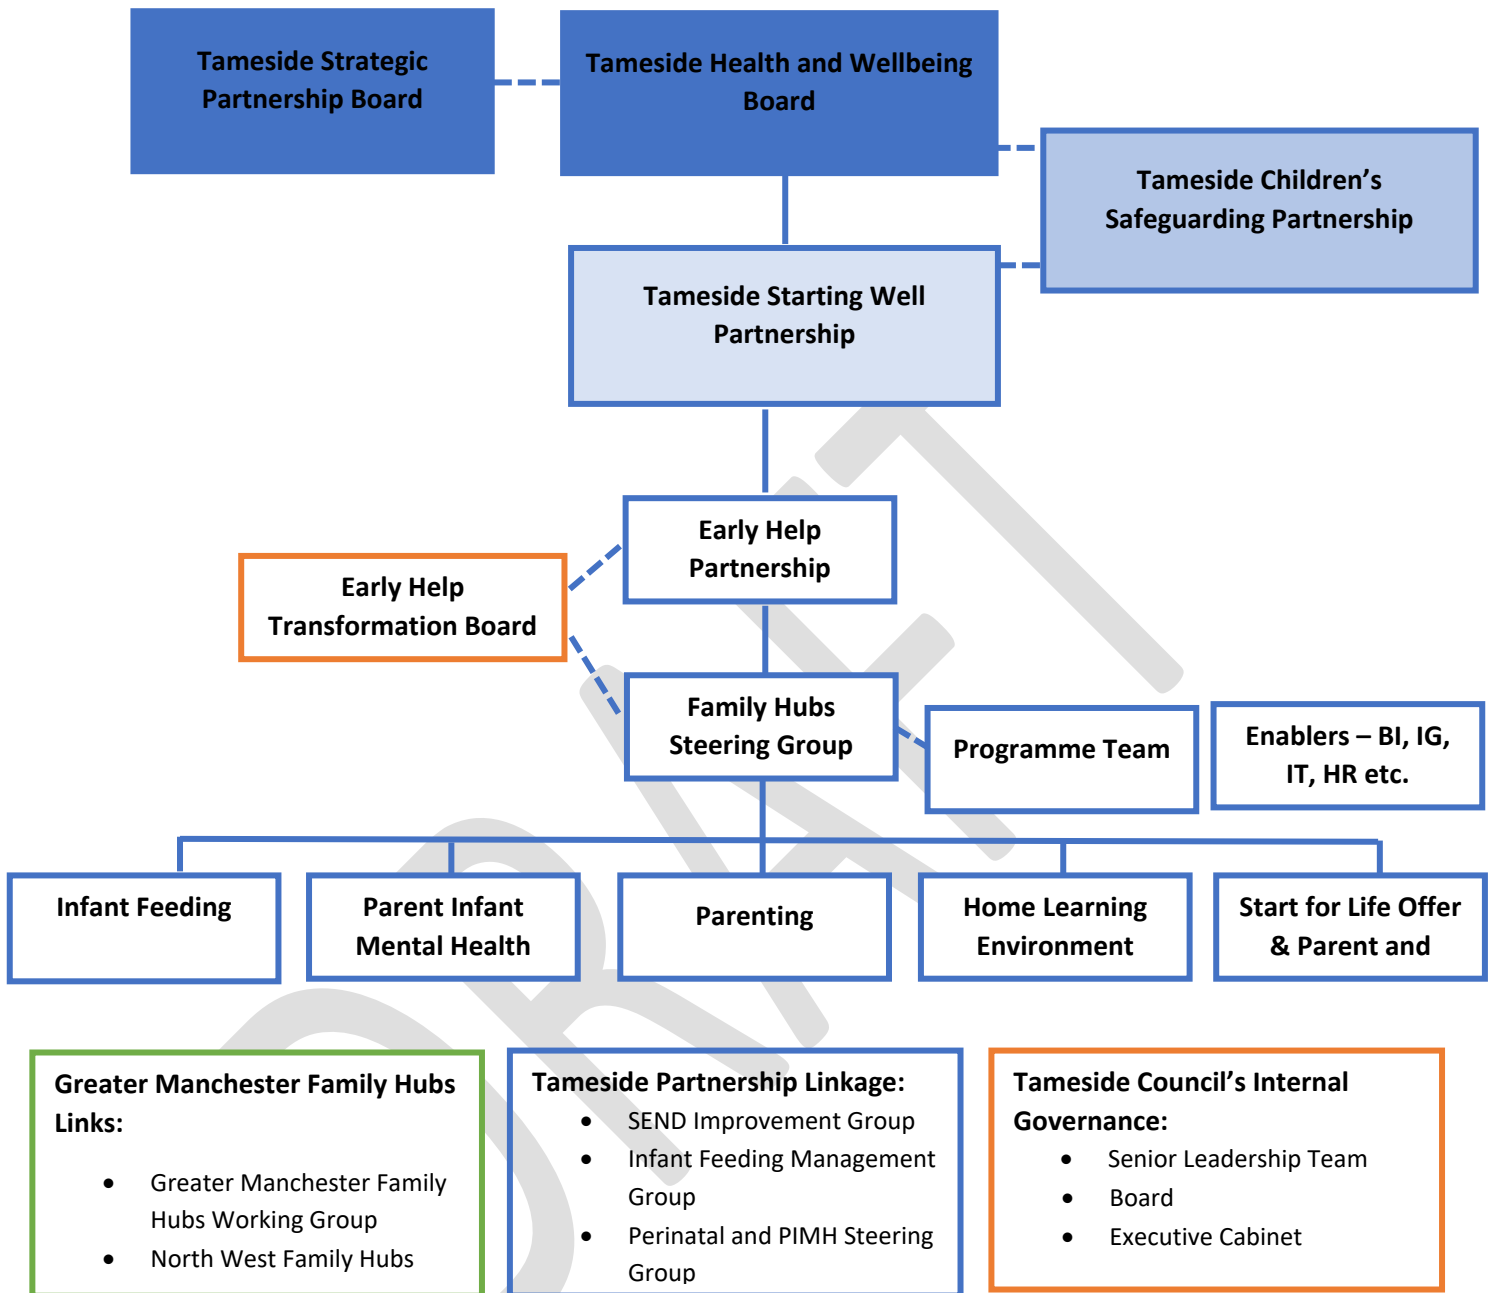 Tameside Strategic
Partnership Board
Tameside Health and Wellbeing
Board
Tameside Children’s
Safeguarding Partnership
Tameside Starting Well
Partnership
Early Help
Partnership
Early Help
Transformation Board
Family Hubs
Steering Group
Programme Team
Enablers – BI, IG,
IT, HR etc.
Infant Feeding
Parent Infant
Mental Health
Parenting
Home Learning
Environment
Start for Life Offer
& Parent and
Greater Manchester Family Hubs
Links:
• Greater Manchester Family
Hubs Working Group
• North West Family Hubs
Tameside Partnership Linkage:
• SEND Improvement Group
• Infant Feeding Management
Group
• Perinatal and PIMH Steering
Group
Tameside Council’s Internal
Governance:
• Senior Leadership Team
• Board
• Executive Cabinet
DRAFT